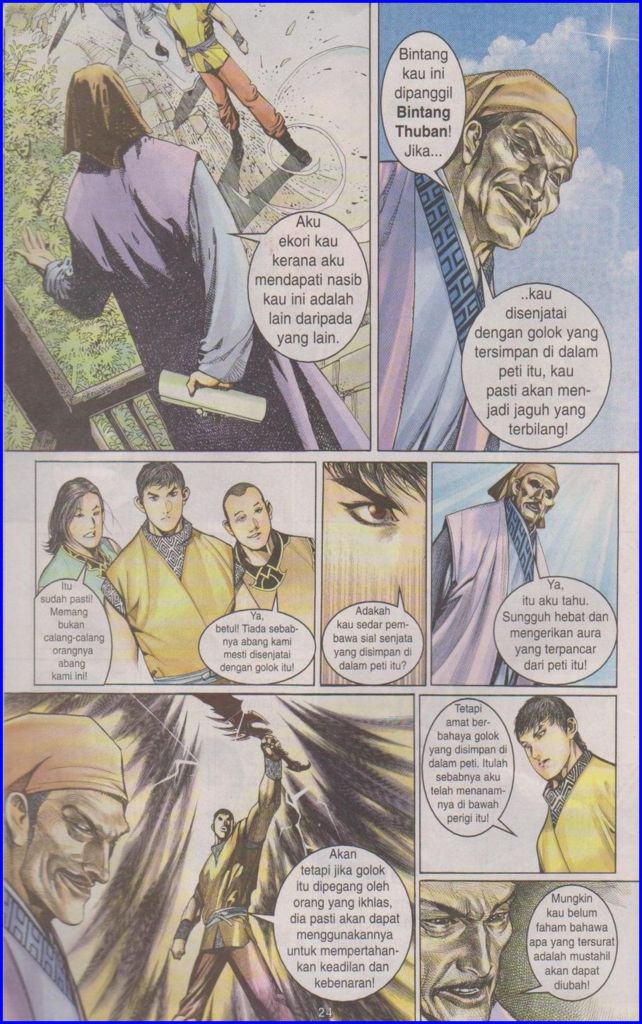 Aku
ekori kau
kerana aku
mendapati nasib
kau ini adalah
lain daripada
yang lain.
Bintang
kau ini
dipanggil
Bintang
Thuban!
Jika...
..kau
disenjatai
dengan golok yang
tersimpan di dalam
peti itu, kau
pasti akan men-
jadi jaguh yang
terbilang!
Itu
sudah pasti!
Memang
bukan
calang-calang
orangnya
abang
kami ini!
Ya,
betul! Tiada sebab-
nya abang kami
mesti disenjatai
dengan golok itu!
Adakah
kau sedar pem-
bawa sial senjata
yang disimpan di
dalam peti itu?
Ya,
itu aku tahu.
Sungguh hebat dan
mengerikan aura
yang terpancar
dari peti itu!
Akan
tetapi jika golok
itu dipegang oleh
orang yang ikhlas,
dia pasti akan dapat
menggunakannya
untuk mempertahan-
kan keadilan dan
kebenaran!
Tetapi
amat ber-
bahaya golok
yang disimpan di
dalam peti. Itulah
sebabnya aku
telah menanam-
nya di bawah
perigi itu!
Mungkin
kau belum
faham bahawa
apa yang tersurat
adalah mustahil
akan dapat
diubah!
24